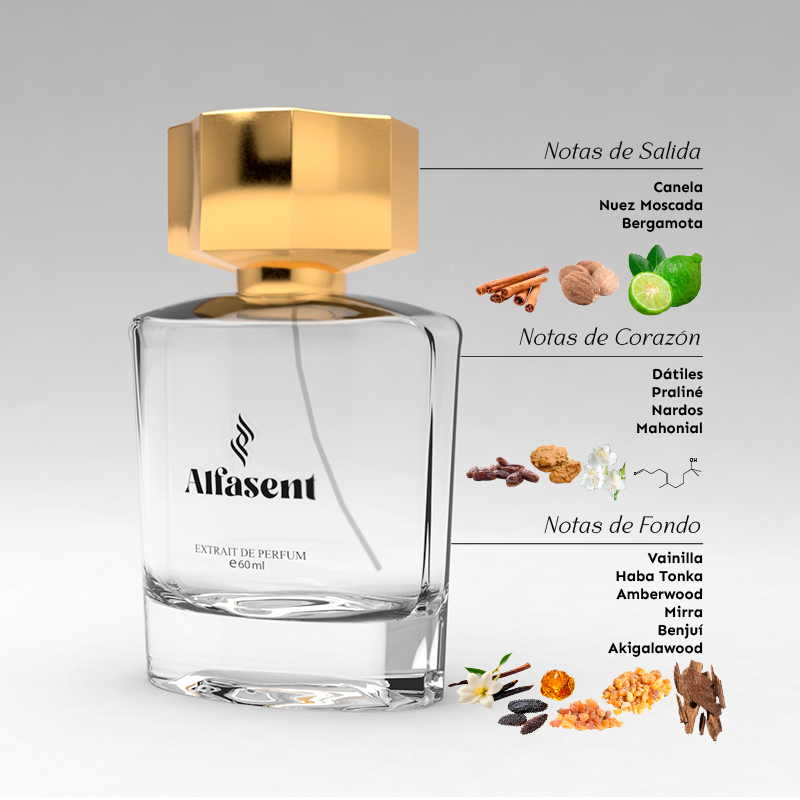 Notas de Salida
Canela
Nuez Moscada
Bergamota
Notas de Corazón
Dátiles
Praliné
Nardos
Mahonial
OH
Notas de Fondo
Vainilla
Haba Tonka
Amberwood
Mirra
Benjuí
Akigalawood
Alfasent
EXTRAIT DE PERFUM
e60ml